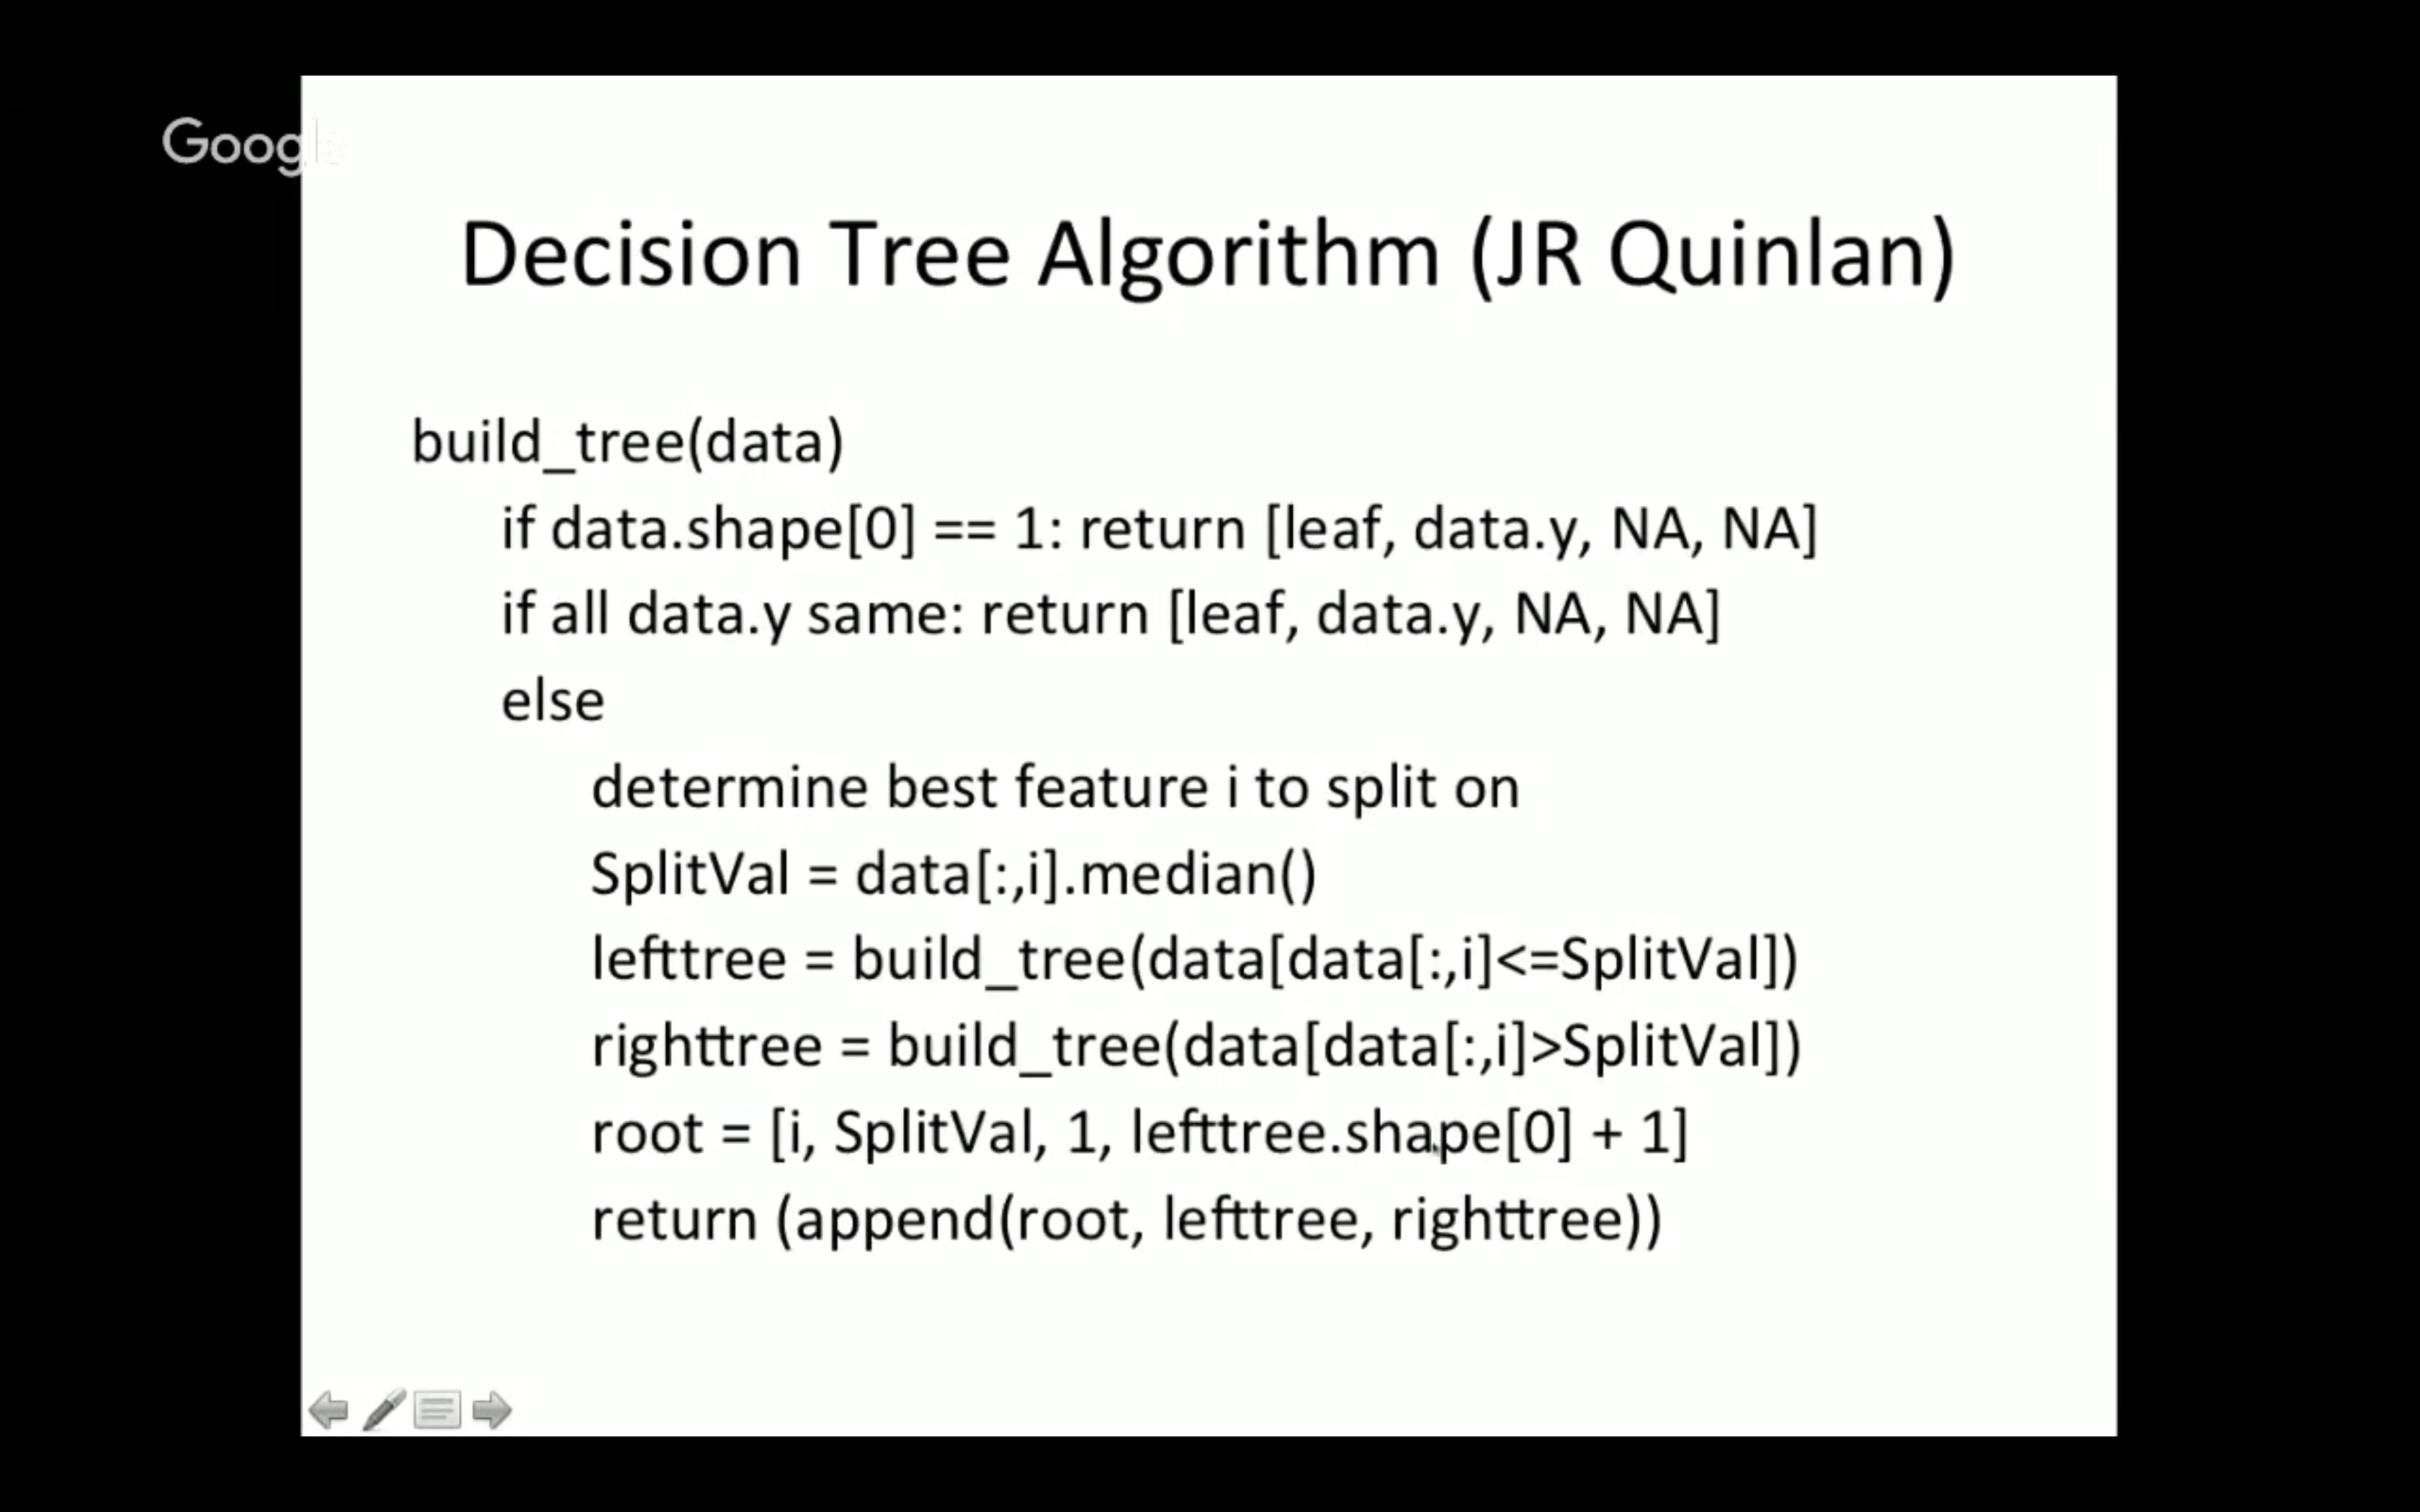 Google
Decision Tree Algorithm (JR Quinlan)
build_tree(data)
if data.shape[0] == 1: return [leaf, data.y, NA, NA]
if all data.y same: return [leaf, data.y, NA, NA]
else
determine best feature i to split on
SplitVal = data[:,i].median()
lefttree = build_tree(data[data[:,i]<=SplitVal])
righttree = build_tree(data[data[:,i]>SplitVal])
root = [i, SplitVal, 1, lefttree.shape[0] + 1]
return (append(root, lefttree, righttree))